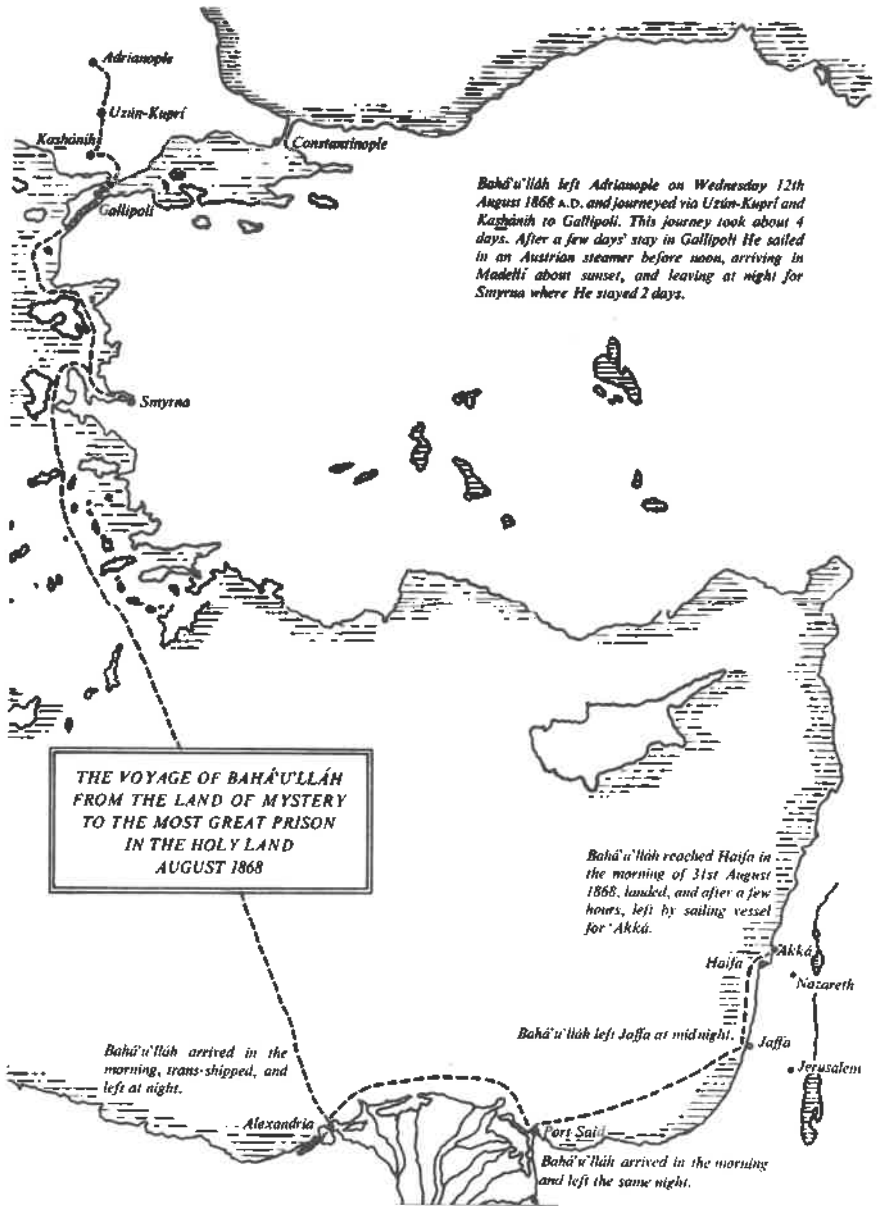 Adrianople
Uzún-Kuprí
Kashánih
Constantinople
Gallipoli
Bahá'u'lláh left Adrianople on Wednesday 12th
August 1868 A.D. and journeyed via Uzún-Kuprí and
Kashánih to Gallipoli. This journey took about 4
days. After a few days' stay in Gallipoli He sailed
in an Austrian steamer before noon, arriving in
Madellí about sunset, and leaving at night for
Smyrna where He stayed 2 days.
Smyrna
THE VOYAGE OF BAHÁ'U'LLÁH
FROM THE LAND OF MYSTERY
TO THE MOST GREAT PRISON
IN THE HOLY LAND
AUGUST 1868
Bahá'u'lláh reached Haifa in
the morning of 31st August
1868, landed, and after a few
hours, left by sailing vessel
for 'Akká.
Akká
Haifa
Nazareth
Bahá'u'lláh left Jaffa at midnight.
Jaffa
Bahá'u'lláh arrived in the
morning, trans-shipped, and
left at night.
Jerusalem
Alexandria
Port Said
Bahá'u'lláh arrived in the morning
and left the same night.